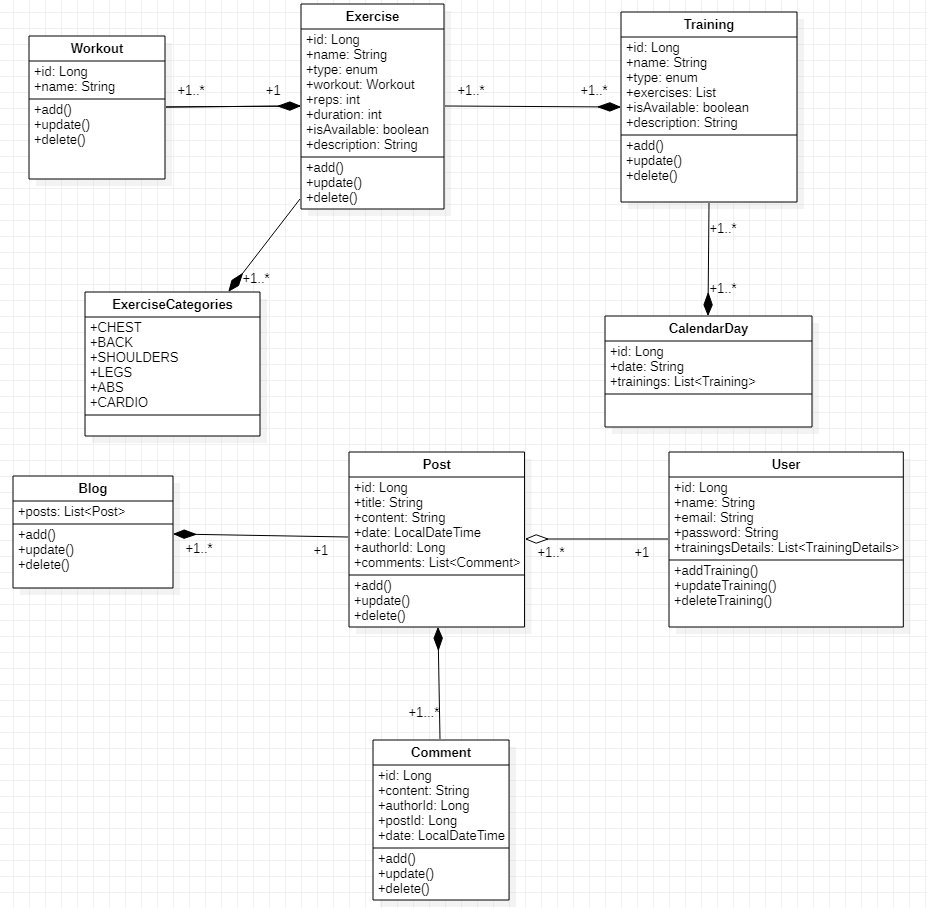 Workout
+id: Long
+name: String
+add()
+update()
+delete()
+1..*
+1
Exercise
+id: Long
+name: String
+type: enum
+workout: Workout
+reps: int
+duration: int
+isAvailable: boolean
+description: String
+add()
+update()
+delete()
+1..*
+1..*
Training
+id: Long
+name: String
+type: enum
+exercises: List
+isAvailable: boolean
+description: String
+add()
+update()
+delete()
+1..*
+1..*
+1..*
ExerciseCategories
+CHEST
+BACK
+SHOULDERS
+LEGS
+ABS
+CARDIO
CalendarDay
+id: Long
+date: String
+trainings: List<Training>
Blog
+posts: List<Post>
+add()
+update()
+delete()
+1..*
+1
Post
+id: Long
+title: String
+content: String
+date: LocalDateTime
+authorId: Long
+comments: List<Comment>
+add()
+update()
+delete()
+1..*
+1
User
+id: Long
+name: String
+email: String
+password: String
+trainingsDetails: List<TrainingDetails>
+addTraining()
+updateTraining()
+deleteTraining()
+1...*
Comment
+id: Long
+content: String
+authorId: Long
+postId: Long
+date: LocalDateTime
+add()
+update()
+delete()